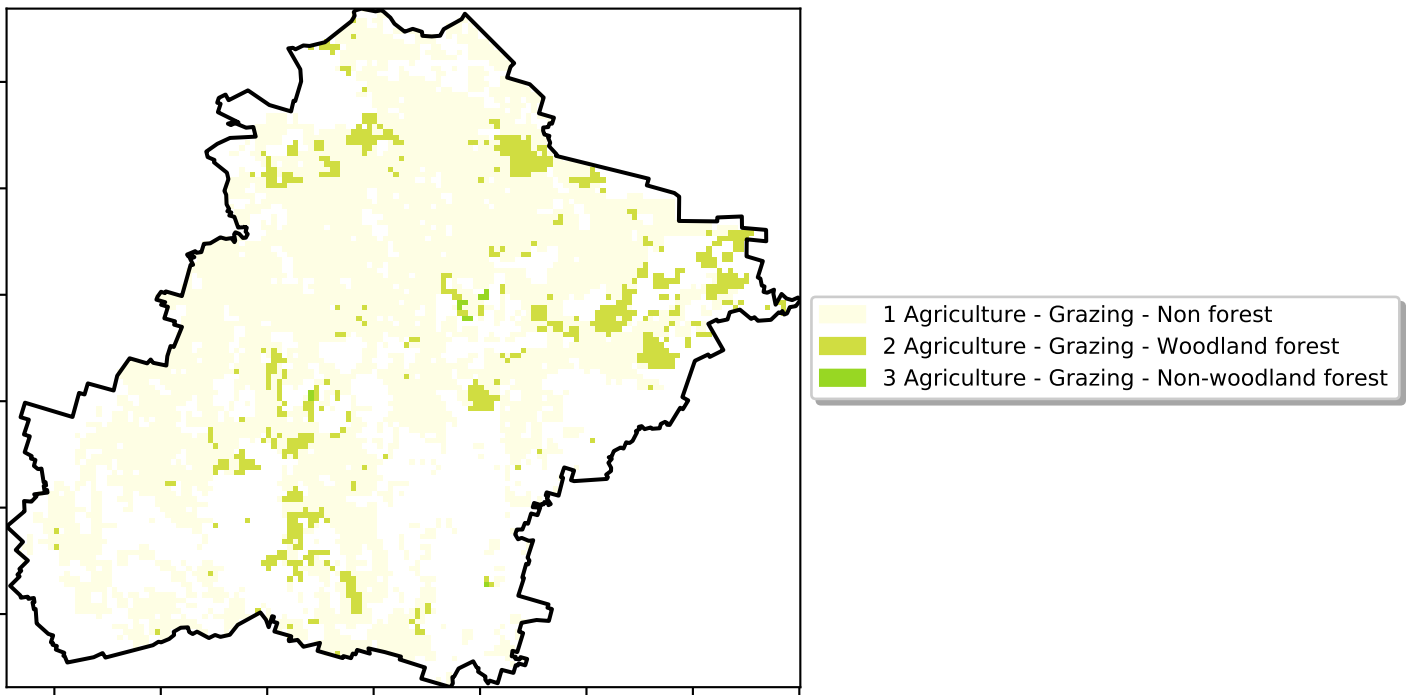 1 Agriculture - Grazing - Non forest
2 Agriculture - Grazing - Woodland forest
3 Agriculture - Grazing - Non-woodland forest